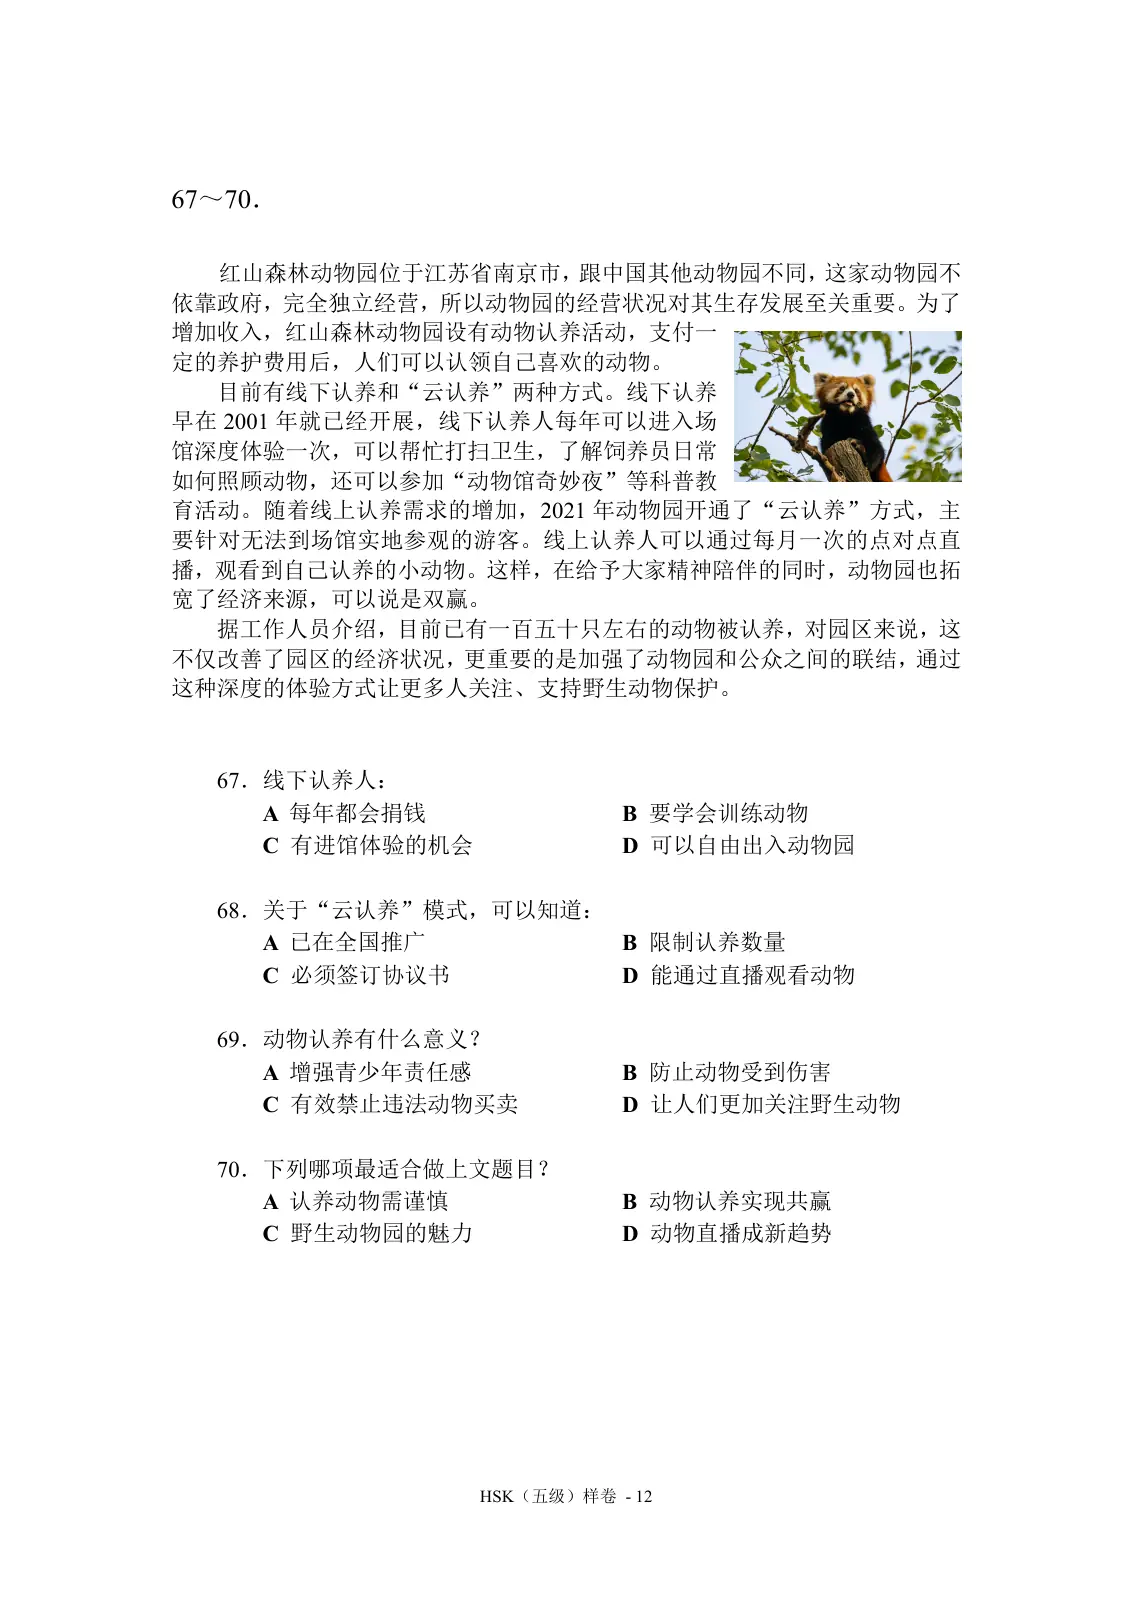 67～70．
红山森林动物园位于江苏省南京市，跟中国其他动物园不同，这家动物园不
依靠政府，完全独立经营，所以动物园的经营状况对其生存发展至关重要。为了
增加收入，红山森林动物园设有动物认养活动，支付一
定的养护费用后，人们可以认领自己喜欢的动物。
目前有线下认养和“云认养”两种方式。线下认养
早在 2001 年就已经开展，线下认养人每年可以进入场
馆深度体验一次，可以帮忙打扫卫生，了解饲养员日常
如何照顾动物，还可以参加“动物馆奇妙夜”等科普教
育活动。随着线上认养需求的增加，2021 年动物园开通了“云认养”方式，主
要针对无法到场馆实地参观的游客。线上认养人可以通过每月一次的点对点直
播，观看到自己认养的小动物。这样，在给予大家精神陪伴的同时，动物园也拓
宽了经济来源，可以说是双赢。
据工作人员介绍，目前已有一百五十只左右的动物被认养，对园区来说，这
不仅改善了园区的经济状况，更重要的是加强了动物园和公众之间的联结，通过
这种深度的体验方式让更多人关注、支持野生动物保护。
67．线下认养人：
A 每年都会捐钱 B 要学会训练动物
C 有进馆体验的机会 D 可以自由出入动物园
68．关于“云认养”模式，可以知道：
A 已在全国推广 B 限制认养数量
C 必须签订协议书 D 能通过直播观看动物
69．动物认养有什么意义？
A 增强青少年责任感 B 防止动物受到伤害
C 有效禁止违法动物买卖 D 让人们更加关注野生动物
70．下列哪项最适合做上文题目？
A 认养动物需谨慎 B 动物认养实现共赢
C 野生动物园的魅力 D 动物直播成新趋势
HSK（五级）样卷 - 12